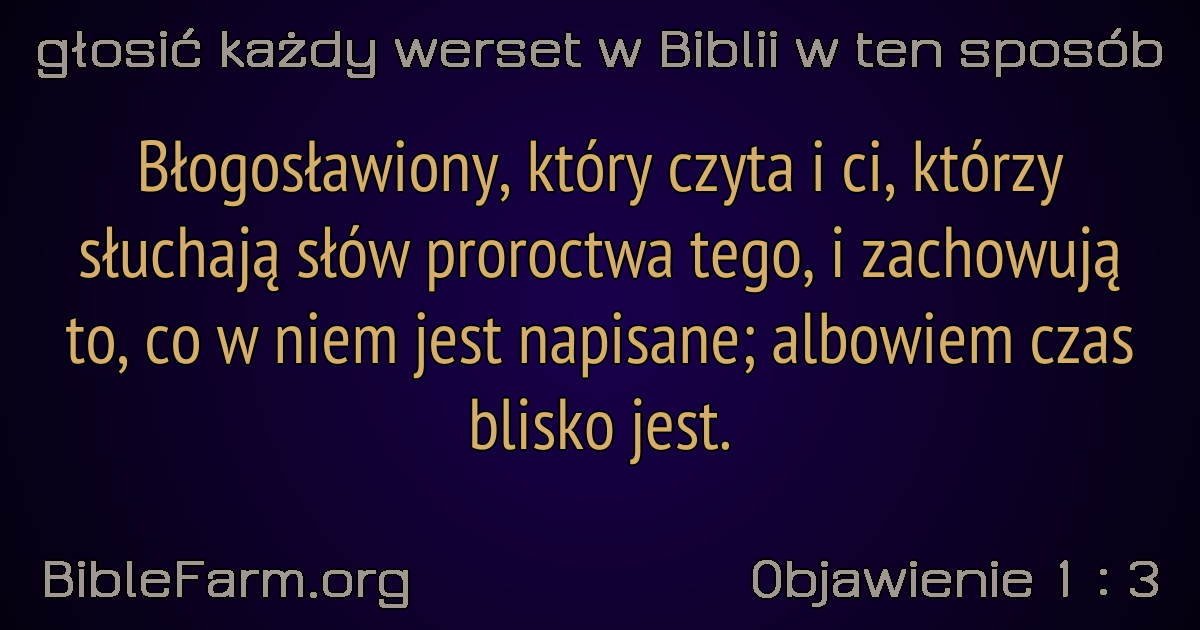 głosić każdy werset w Biblii w ten sposób
Błogosławiony, który czyta i ci, którzy
słuchają słów proroctwa tego, i zachowują
to, co w niem jest napisane; albowiem czas
blisko jest.
BibleFarm.org
Objawienie 1 : 3